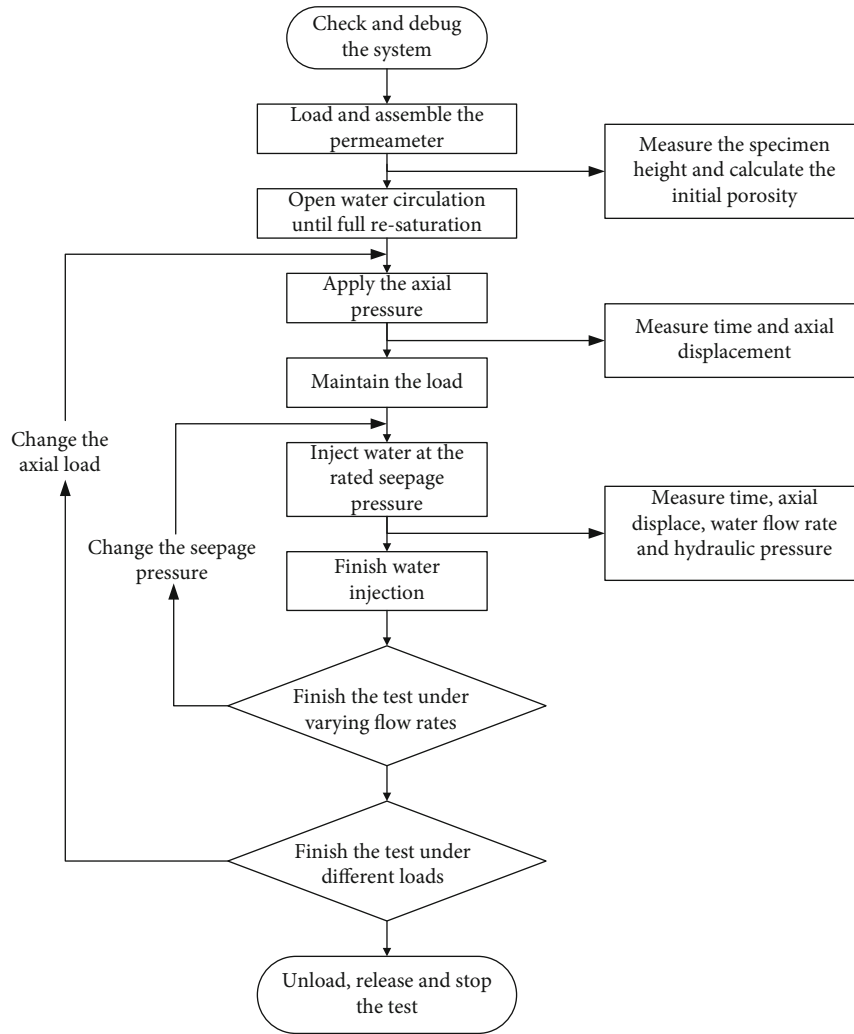 Check and debug
the system
Load and assemble the
permeameter
Measure the specimen
height and calculate the
initial porosity
Open water circulation
until full re-saturation
Apply the axial
pressure
Measure time and axial
displacement
Maintain the load
Change the
axial load
Inject water at the
rated seepage
pressure
Measure time, axial
displace, water flow rate
and hydraulic pressure
Change the seepage
pressure
Finish water
injection
Finish the test under
varying flow rates
Finish the test under
different loads
Unload, release and stop
the test